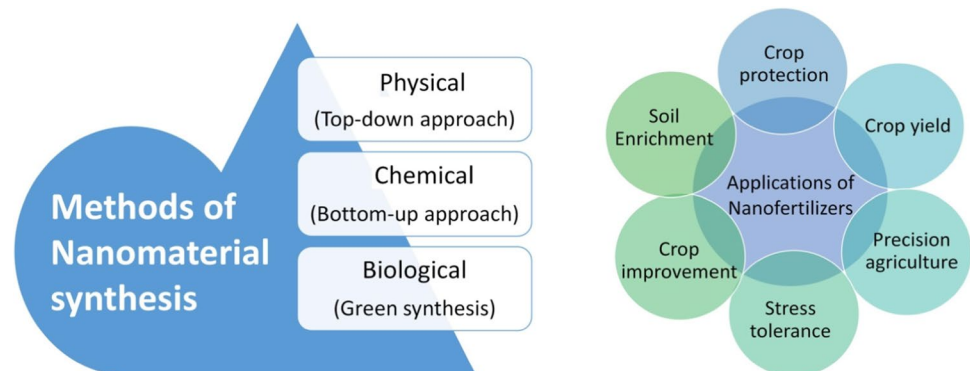 Methods of
Nanomaterial
synthesis
Physical
(Top-down approach)
Chemical
(Bottom-up approach)
Biological
(Green synthesis)
Crop
protection
Crop yield
Precision
agriculture
Stress
tolerance
Crop
improvement
Soil
Enrichment
Applications of
Nanofertilizers